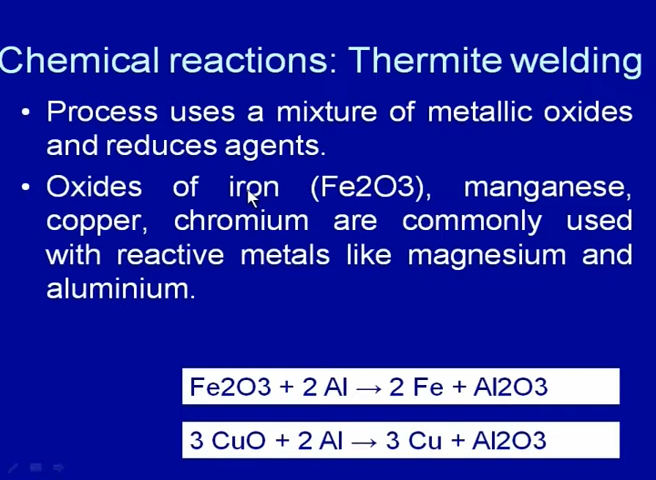 Chemical reactions: Thermite welding
• Process uses a mixture of metallic oxides
and reduces agents.
• Oxides of iron (Fe2O3), manganese,
copper, chromium are commonly used
with reactive metals like magnesium and
aluminium.
Fe2O3 + 2 Al → 2 Fe + Al2O3
3 CuO + 2 Al → 3 Cu + Al2O3